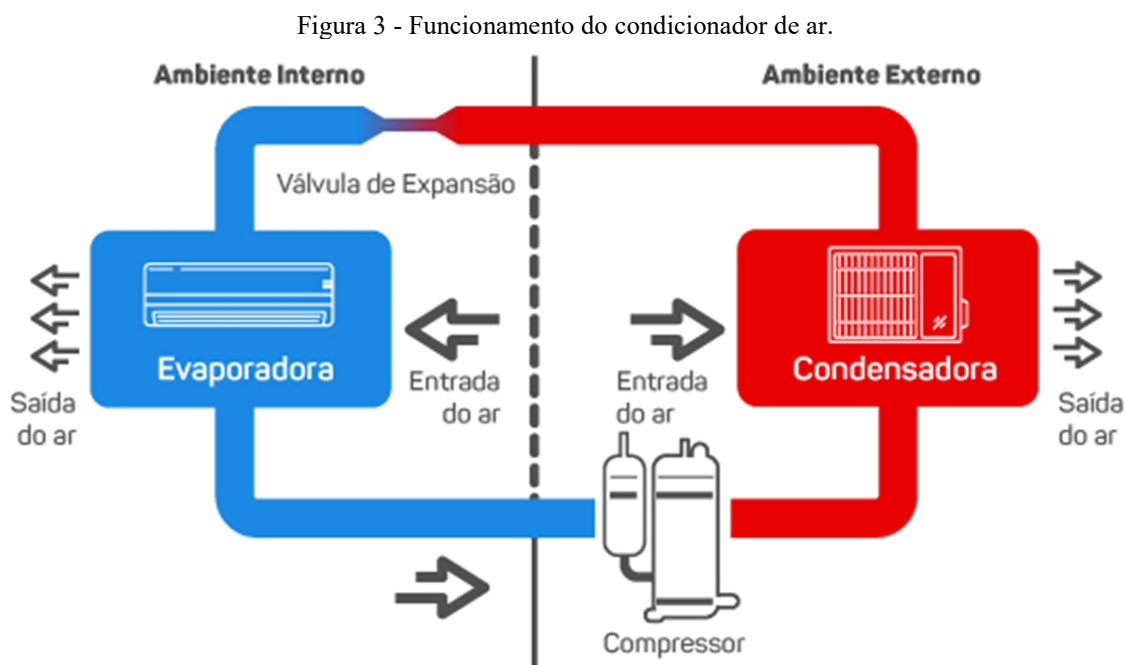 Figura 3 - Funcionamento do condicionador de ar.
Ambiente Interno
Ambiente Externo
Válvula de Expansão
Evaporadora
Condensadora
Saída
do ar
Entrada
do ar
Entrada
do ar
Saída
do ar
Compressor